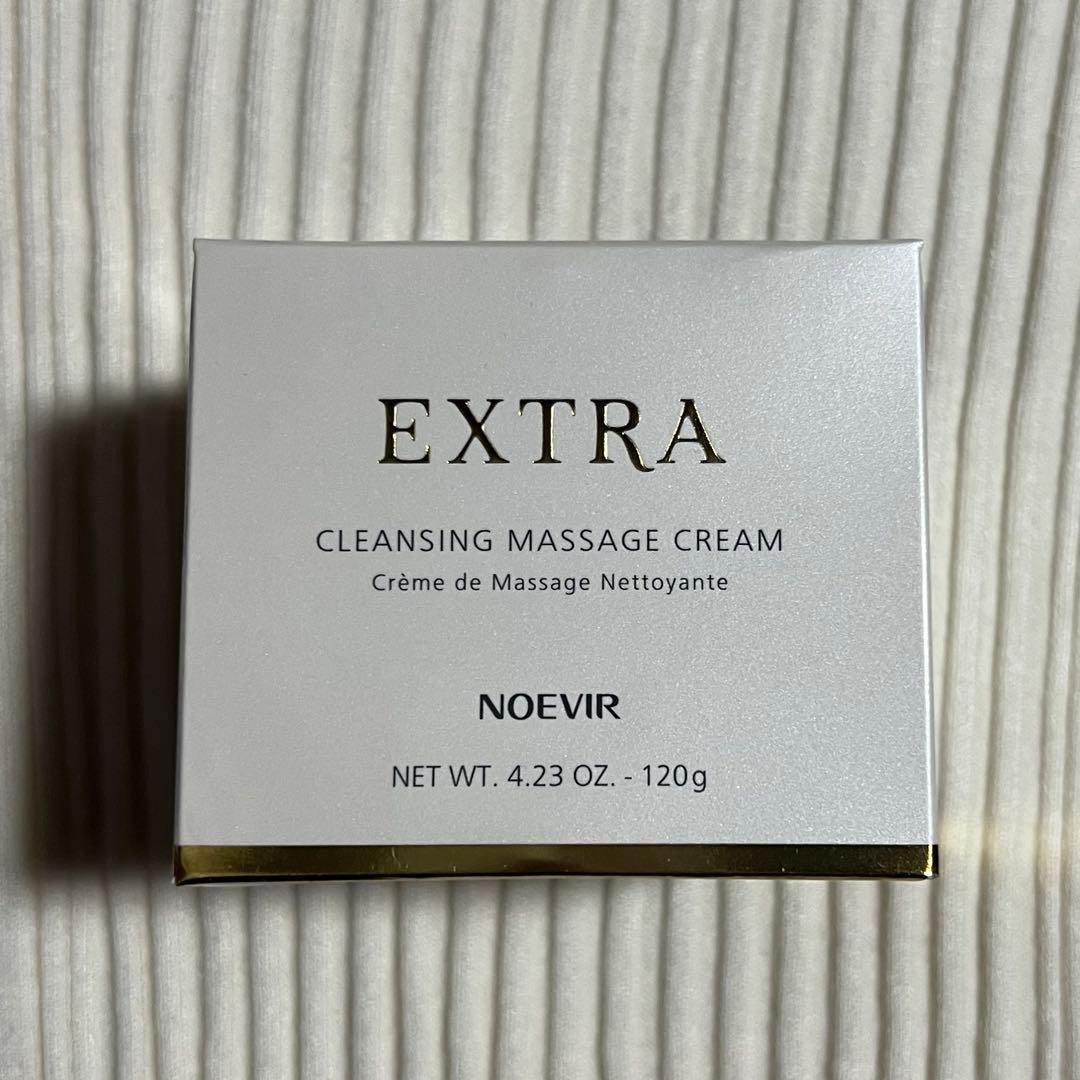 EXTRA
CLEANSING MASSAGE CREAM
Crème de Massage Nettoyante
NOEVIR
NET WT. 4.23 OZ. - 120g